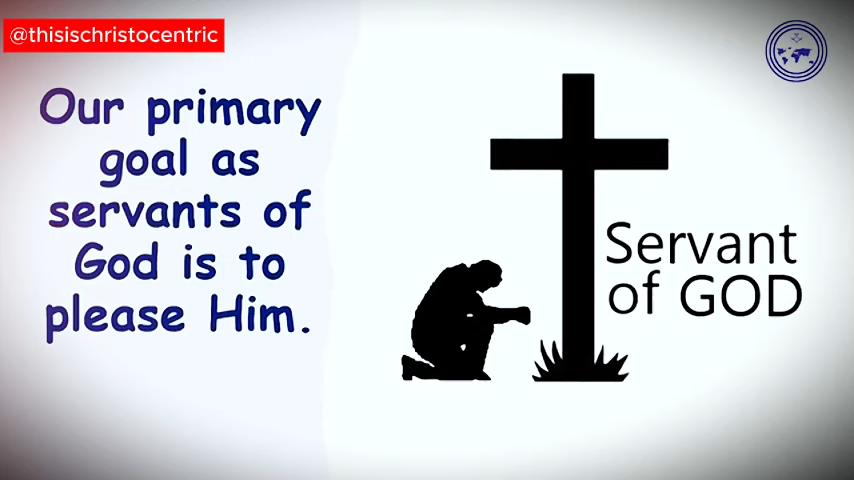 @thisischristocentric
Our primary
goal as
servants of
God is to
please Him.
Servant
of GOD